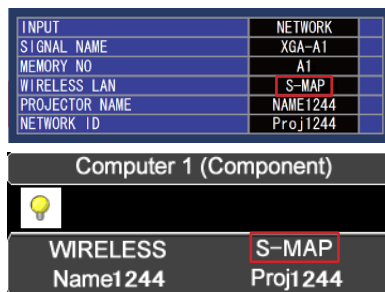 INPUT NETWORK
SIGNAL NAME XGA-A1
MEMORY NO A1
WIRELESS LAN S-MAP
PROJECTOR NAME NAME1244
NETWORK ID Proj1244
Computer 1 (Component)
WIRELESS S-MAP
Name1244 Proj1244